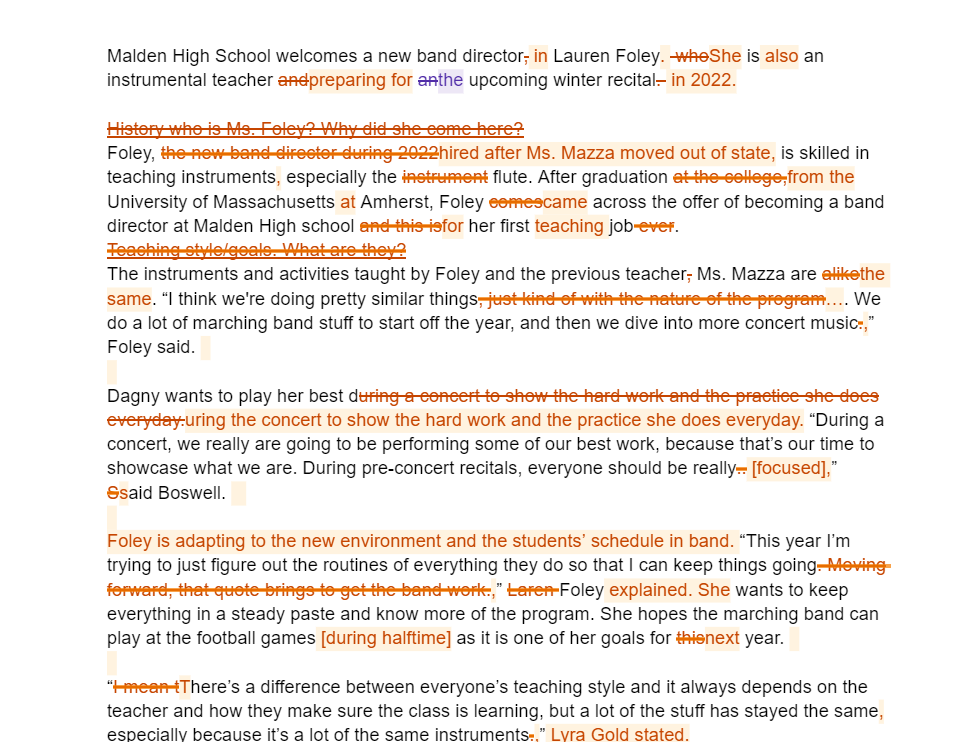 Malden High School welcomes a new band director, in Lauren Foley. whoShe is also an
instrumental teacher andpreparing for anthe upcoming winter recital. in 2022.
History who is Ms. Foley? Why did she come here?
Foley, the new band director during 2022hired after Ms. Mazza moved out of state, is skilled in
teaching instruments, especially the instrument flute. After graduation at the college,from the
University of Massachusetts at Amherst, Foley comescame across the offer of becoming a band
director at Malden High school and this isfor her first teaching job ever.
Teaching style/goals. What are they?
The instruments and activities taught by Foley and the previous teacher, Ms. Mazza are alikethe
same. “I think we're doing pretty similar things, just kind of with the nature of the program…. We
do a lot of marching band stuff to start off the year, and then we dive into more concert music.,”
Foley said.
Dagny wants to play her best during a concert to show the hard work and the practice she does
everyday.uring the concert to show the hard work and the practice she does everyday. “During a
concert, we really are going to be performing some of our best work, because that’s our time to
showcase what we are. During pre-concert recitals, everyone should be really.. [focused],”
Ssaid Boswell.
Foley is adapting to the new environment and the students’ schedule in band. “This year I’m
trying to just figure out the routines of everything they do so that I can keep things going. Moving
forward, that quote brings to get the band work.,” Laren Foley explained. She wants to keep
everything in a steady paste and know more of the program. She hopes the marching band can
play at the football games [during halftime] as it is one of her goals for thisnext year.
“I mean tThere’s a difference between everyone’s teaching style and it always depends on the
teacher and how they make sure the class is learning, but a lot of the stuff has stayed the same,
especially because it’s a lot of the same instruments.,” Lyra Gold stated.